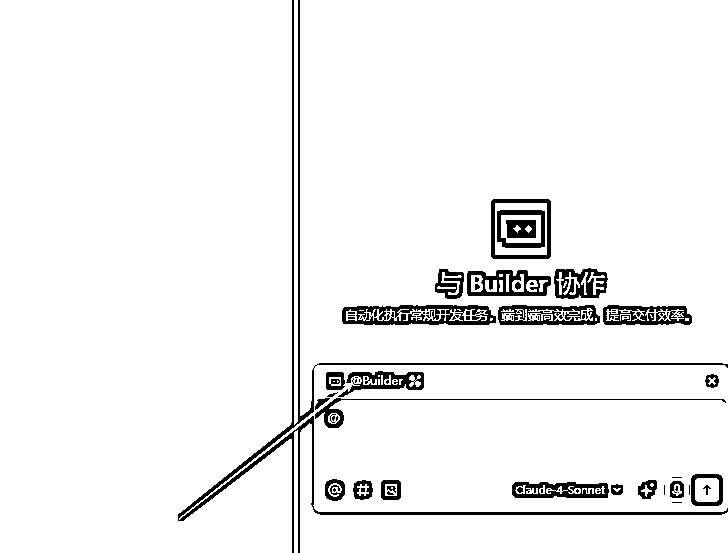 与 Builder 协作
自动化执行常规开发任务，端到端高效完成，提高交付效率。
@Builder
@
@ #
Claude-4-Sonnet